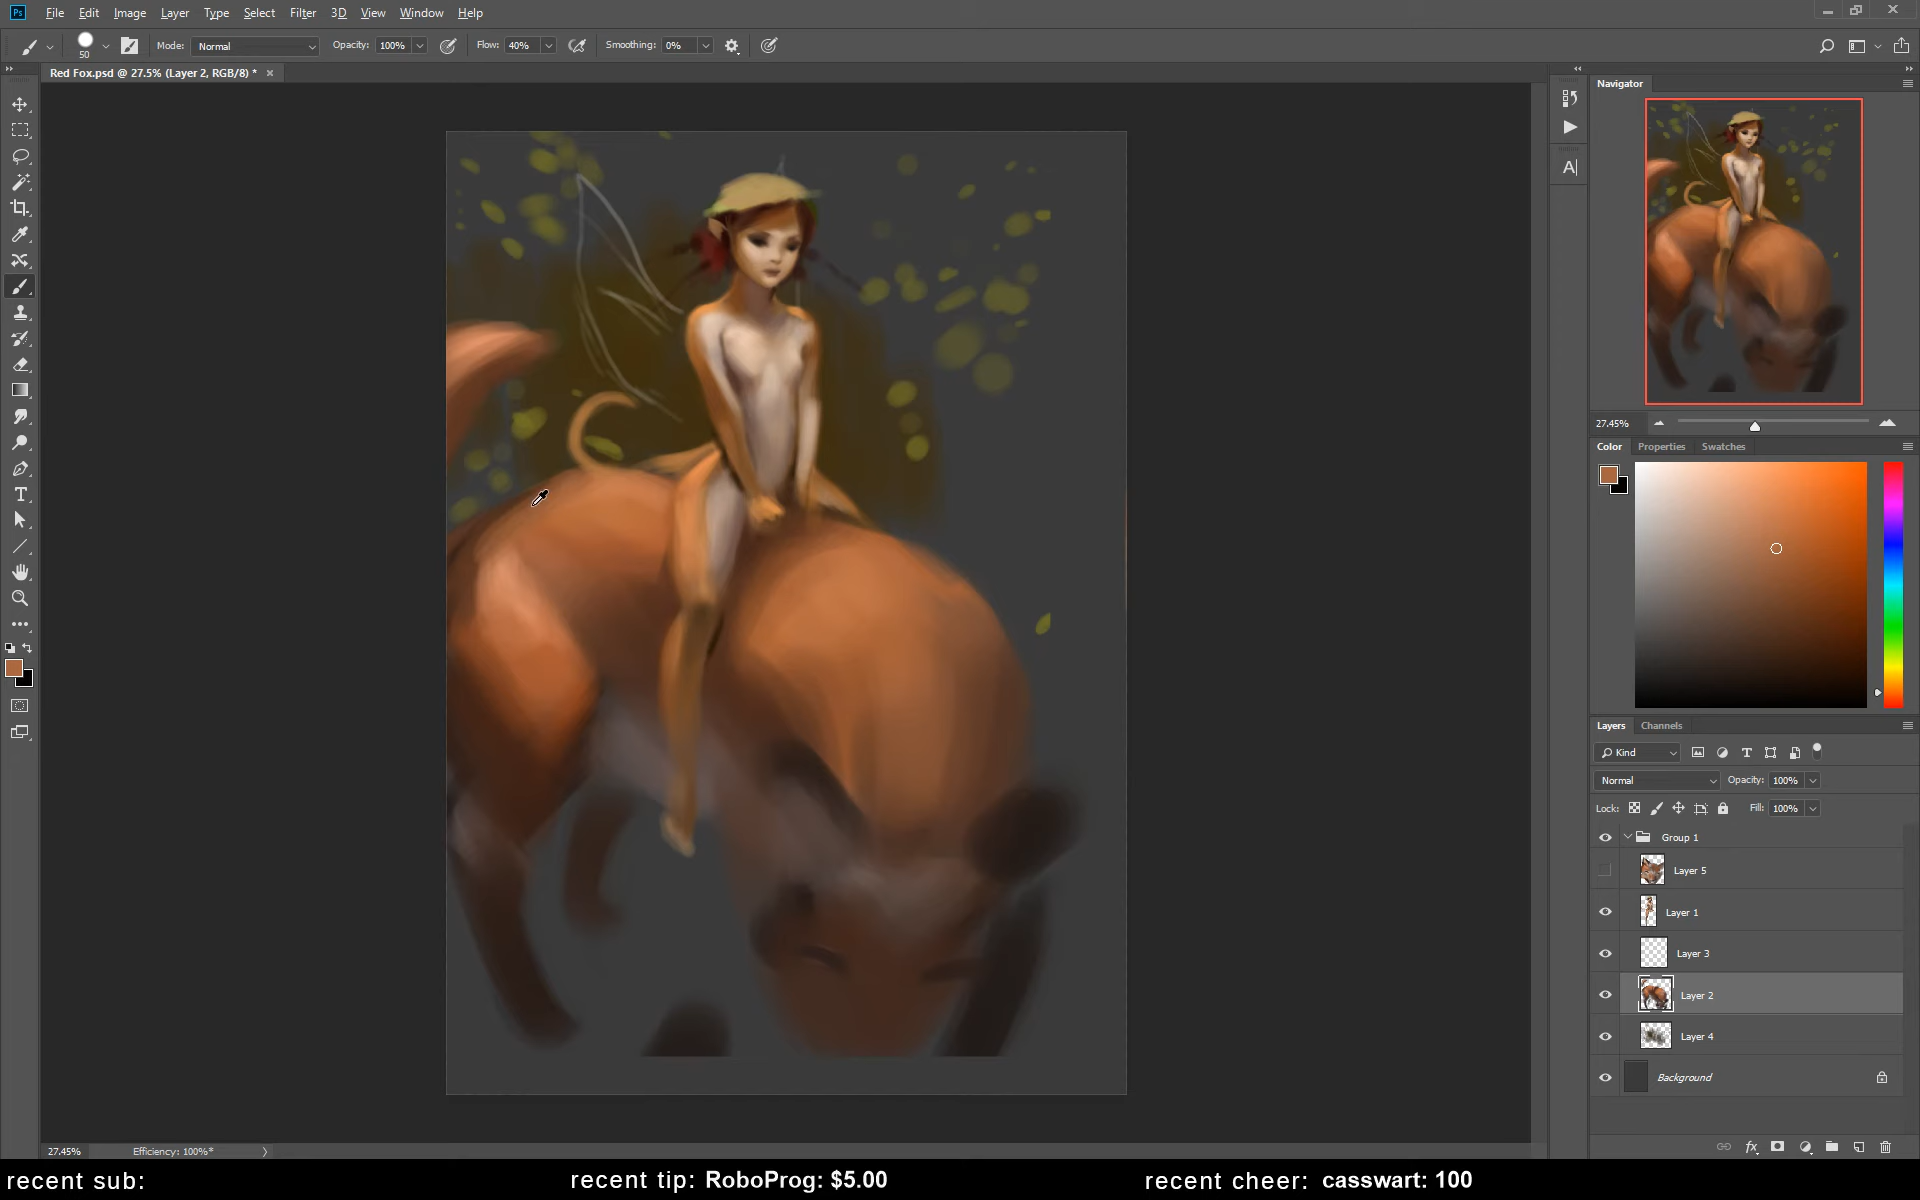 Ps File Edit Image Layer Type Select Filter 3D View Window Help
50 Mode: Normal Opacity: 100% Flow: 40% Smoothing: 0%
Red Fox.psd @ 27.5% (Layer 2, RGB/8) * ×
Navigator
A|
27.45%
Color Properties Swatches
T
Layers Channels
Kind T
Normal Opacity: 100%
Lock: Fill: 100%
Group 1
Layer 5
Layer 1
Layer 3
Layer 2
Layer 4
Background
fx
27.45% Efficiency: 100%*
recent sub: recent tip: RoboProg: $5.00 recent cheer: casswart: 100